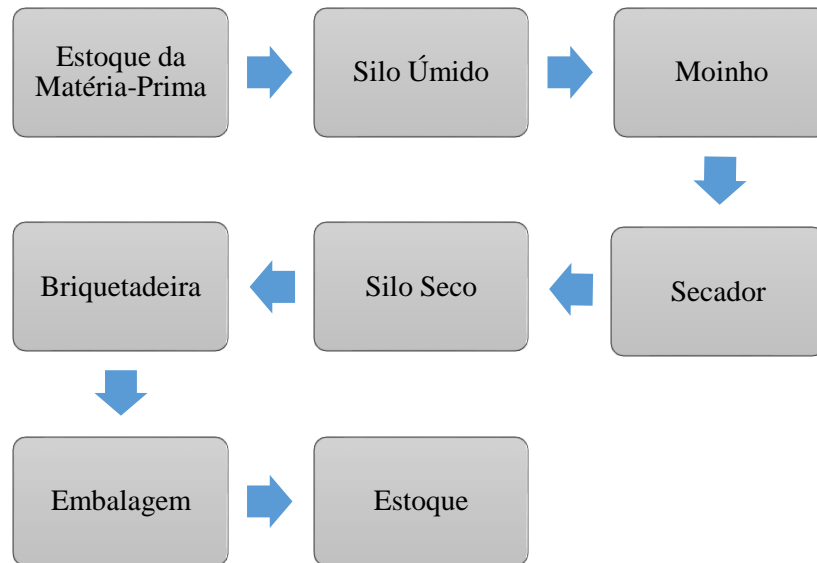 Estoque da
Matéria-Prima
Silo Úmido
Moinho
Secador
Silo Seco
Briquetadeira
Embalagem
Estoque